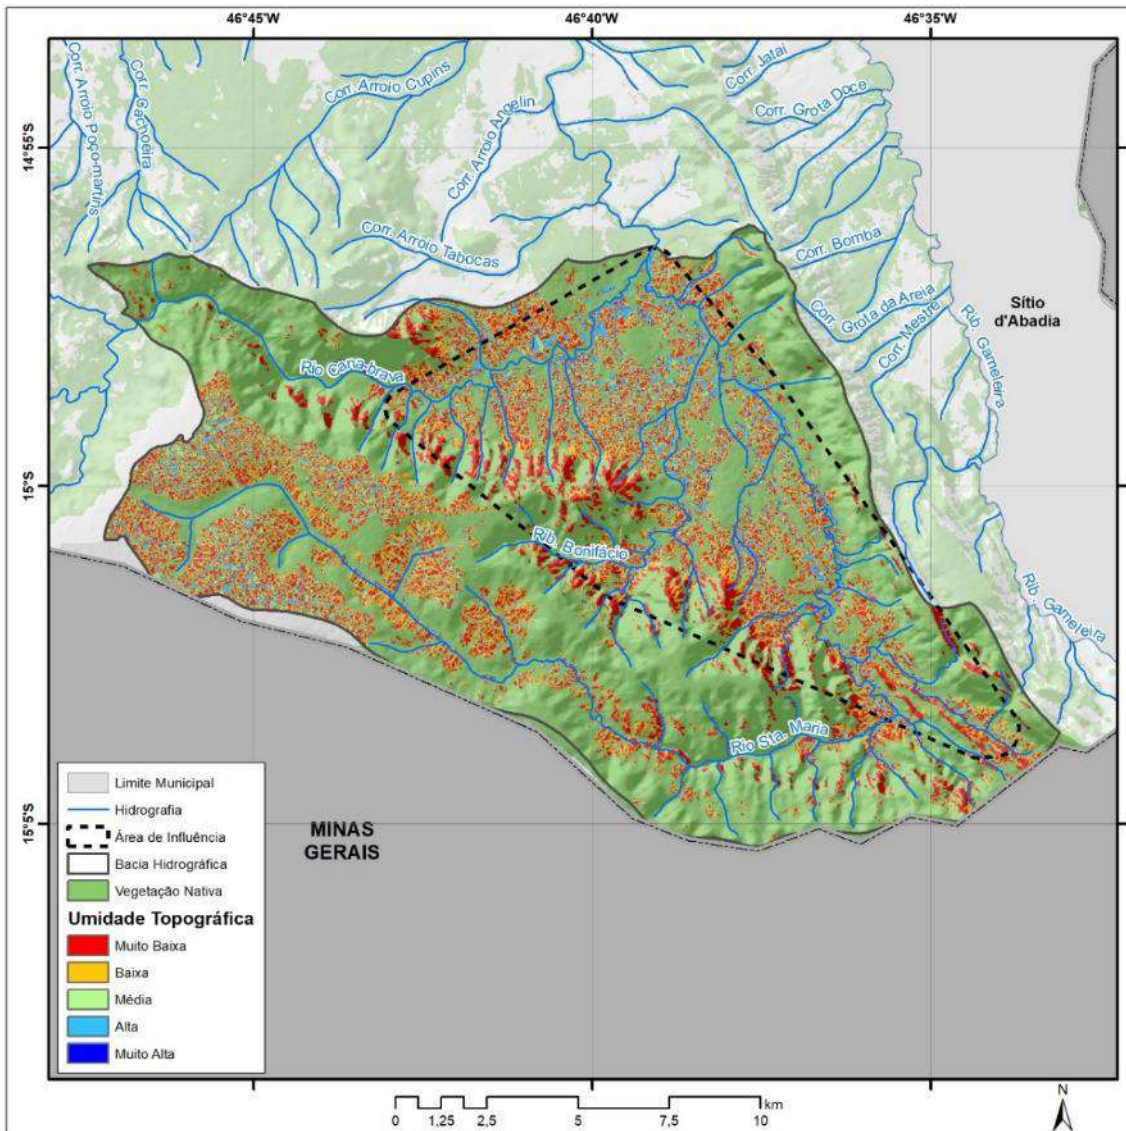 46°45'W 46°40'W 46°35'W
14°55'S
15°S
15°5'S
Corr. Arroio Poço-martins
Corr. Cachoeira
Corr. Arroio Cupins
Corr. Arroio Angelin
Corr. Jataí
Corr. Grota Doce
Corr. Arroio Tabocas
Corr. Bomba
Corr. Grota da Areia
Corr. Mestre
Rib. Gameleira
Sítio
d'Abadia
Rio cana-brava
Rib. Bonifácio
Rib. Gameleira
Rio Sta. Maria
MINAS
GERAIS
Limite Municipal
Hidrografia
Área de Influência
Bacia Hidrográfica
Vegetação Nativa
Umidade Topográfica
Muito Baixa
Baixa
Média
Alta
Muito Alta
0 1,25 2,5 5 7,5 10 km
N